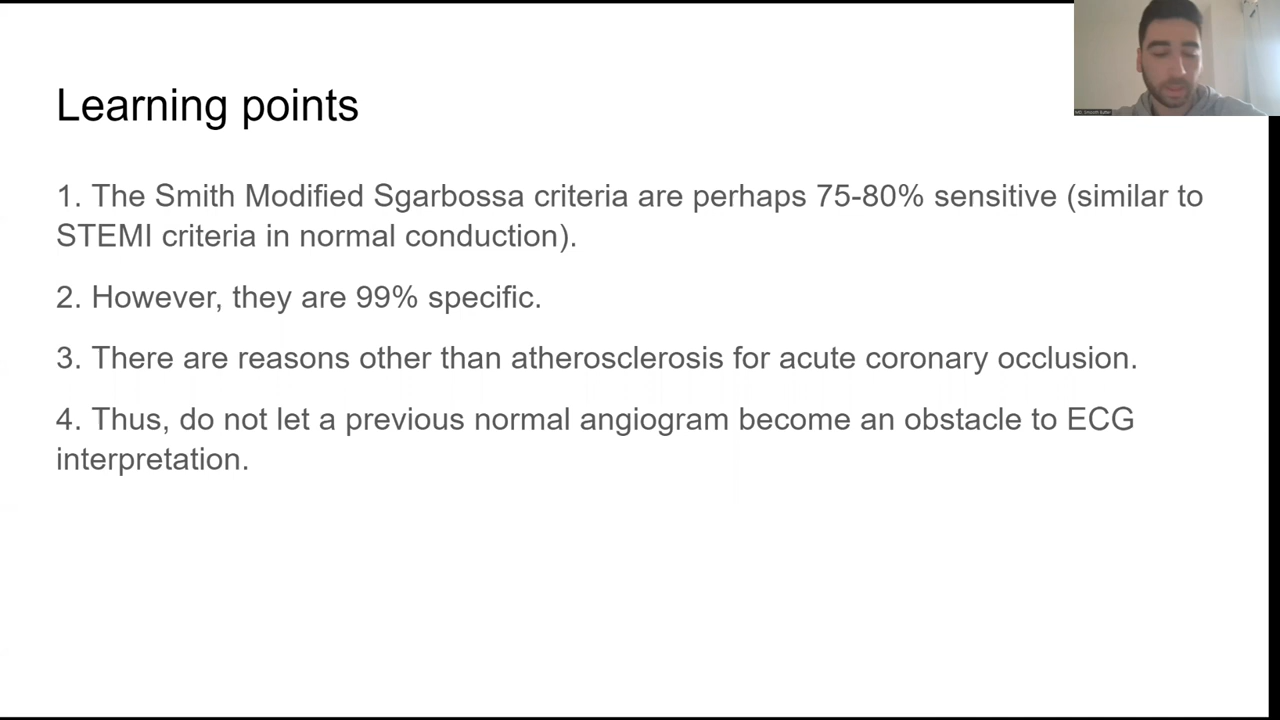 Learning points
1. The Smith Modified Sgarbossa criteria are perhaps 75-80% sensitive (similar to
STEMI criteria in normal conduction).
2. However, they are 99% specific.
3. There are reasons other than atherosclerosis for acute coronary occlusion.
4. Thus, do not let a previous normal angiogram become an obstacle to ECG
interpretation.